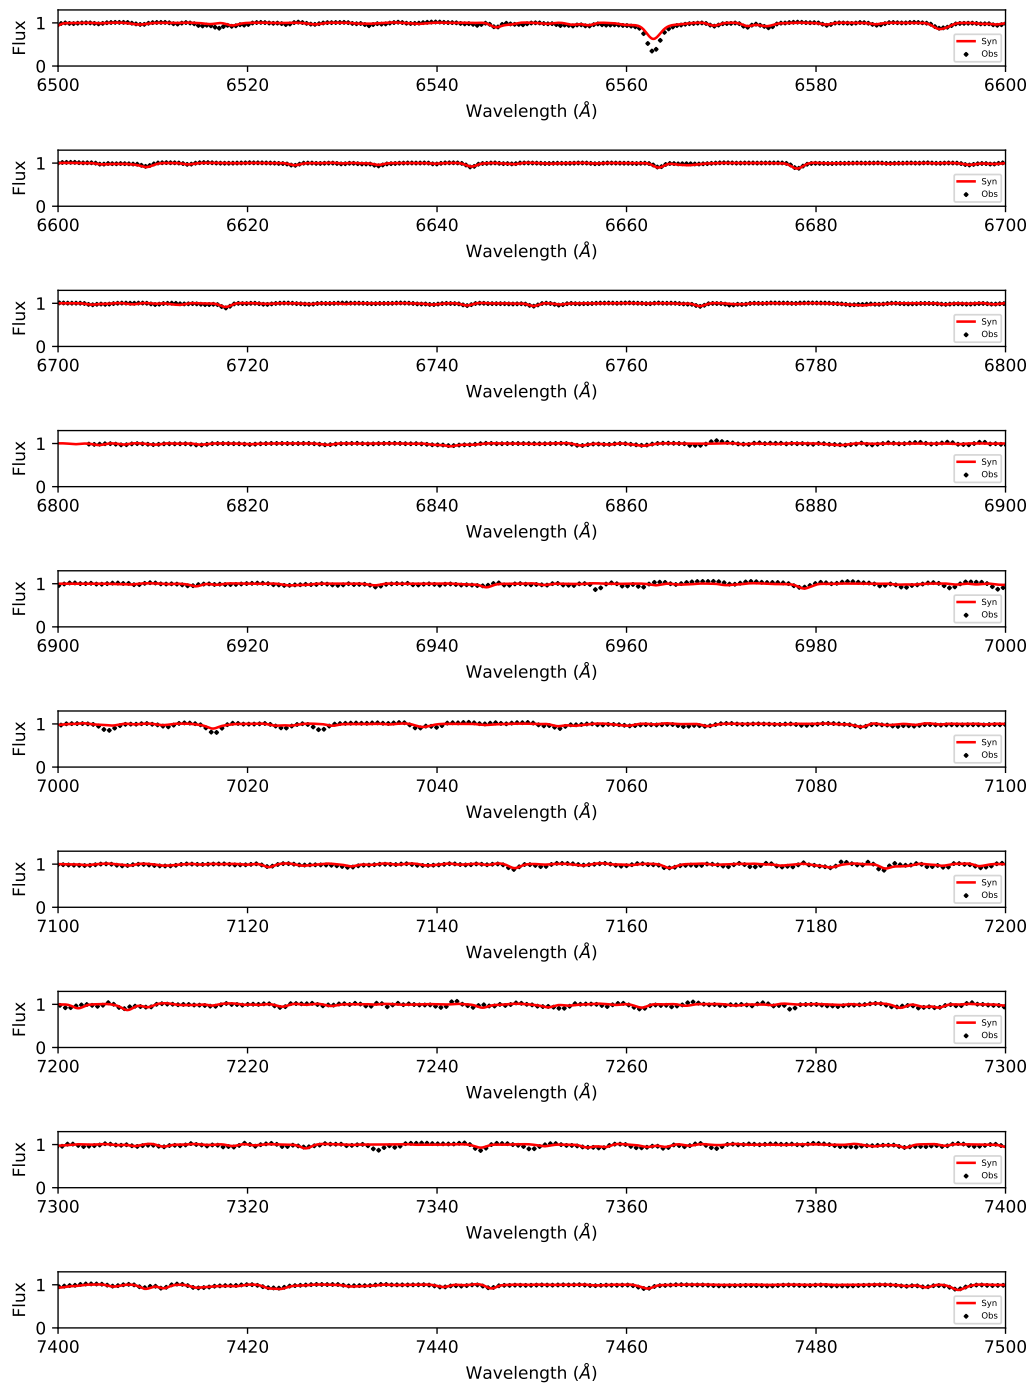 Flux
1
0
Syn
Obs
6500 6520 6540 6560 6580 6600
Wavelength (Å)
Flux
1
0
Syn
Obs
6600 6620 6640 6660 6680 6700
Wavelength (Å)
Flux
1
0
Syn
Obs
6700 6720 6740 6760 6780 6800
Wavelength (Å)
Flux
1
0
Syn
Obs
6800 6820 6840 6860 6880 6900
Wavelength (Å)
Flux
1
0
Syn
Obs
6900 6920 6940 6960 6980 7000
Wavelength (Å)
Flux
1
0
Syn
Obs
7000 7020 7040 7060 7080 7100
Wavelength (Å)
Flux
1
0
Syn
Obs
7100 7120 7140 7160 7180 7200
Wavelength (Å)
Flux
1
0
Syn
Obs
7200 7220 7240 7260 7280 7300
Wavelength (Å)
Flux
1
0
Syn
Obs
7300 7320 7340 7360 7380 7400
Wavelength (Å)
Flux
1
0
Syn
Obs
7400 7420 7440 7460 7480 7500
Wavelength (Å)